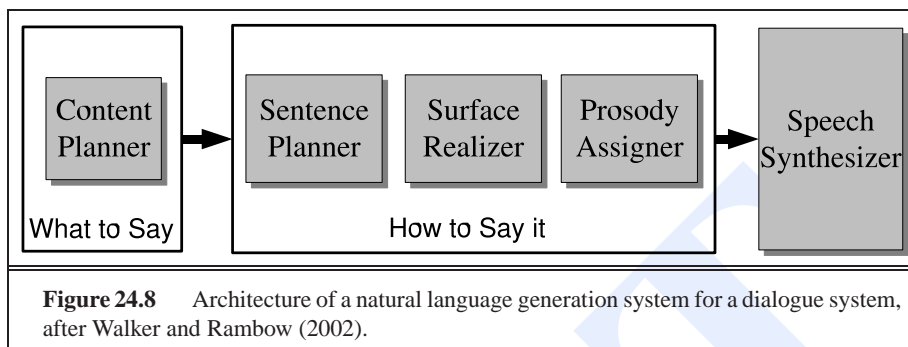 Content
Planner
What to Say
Sentence
Planner
Surface
Realizer
Prosody
Assigner
How to Say it
Speech
Synthesizer
Figure 24.8 Architecture of a natural language generation system for a dialogue system,
after Walker and Rambow (2002).